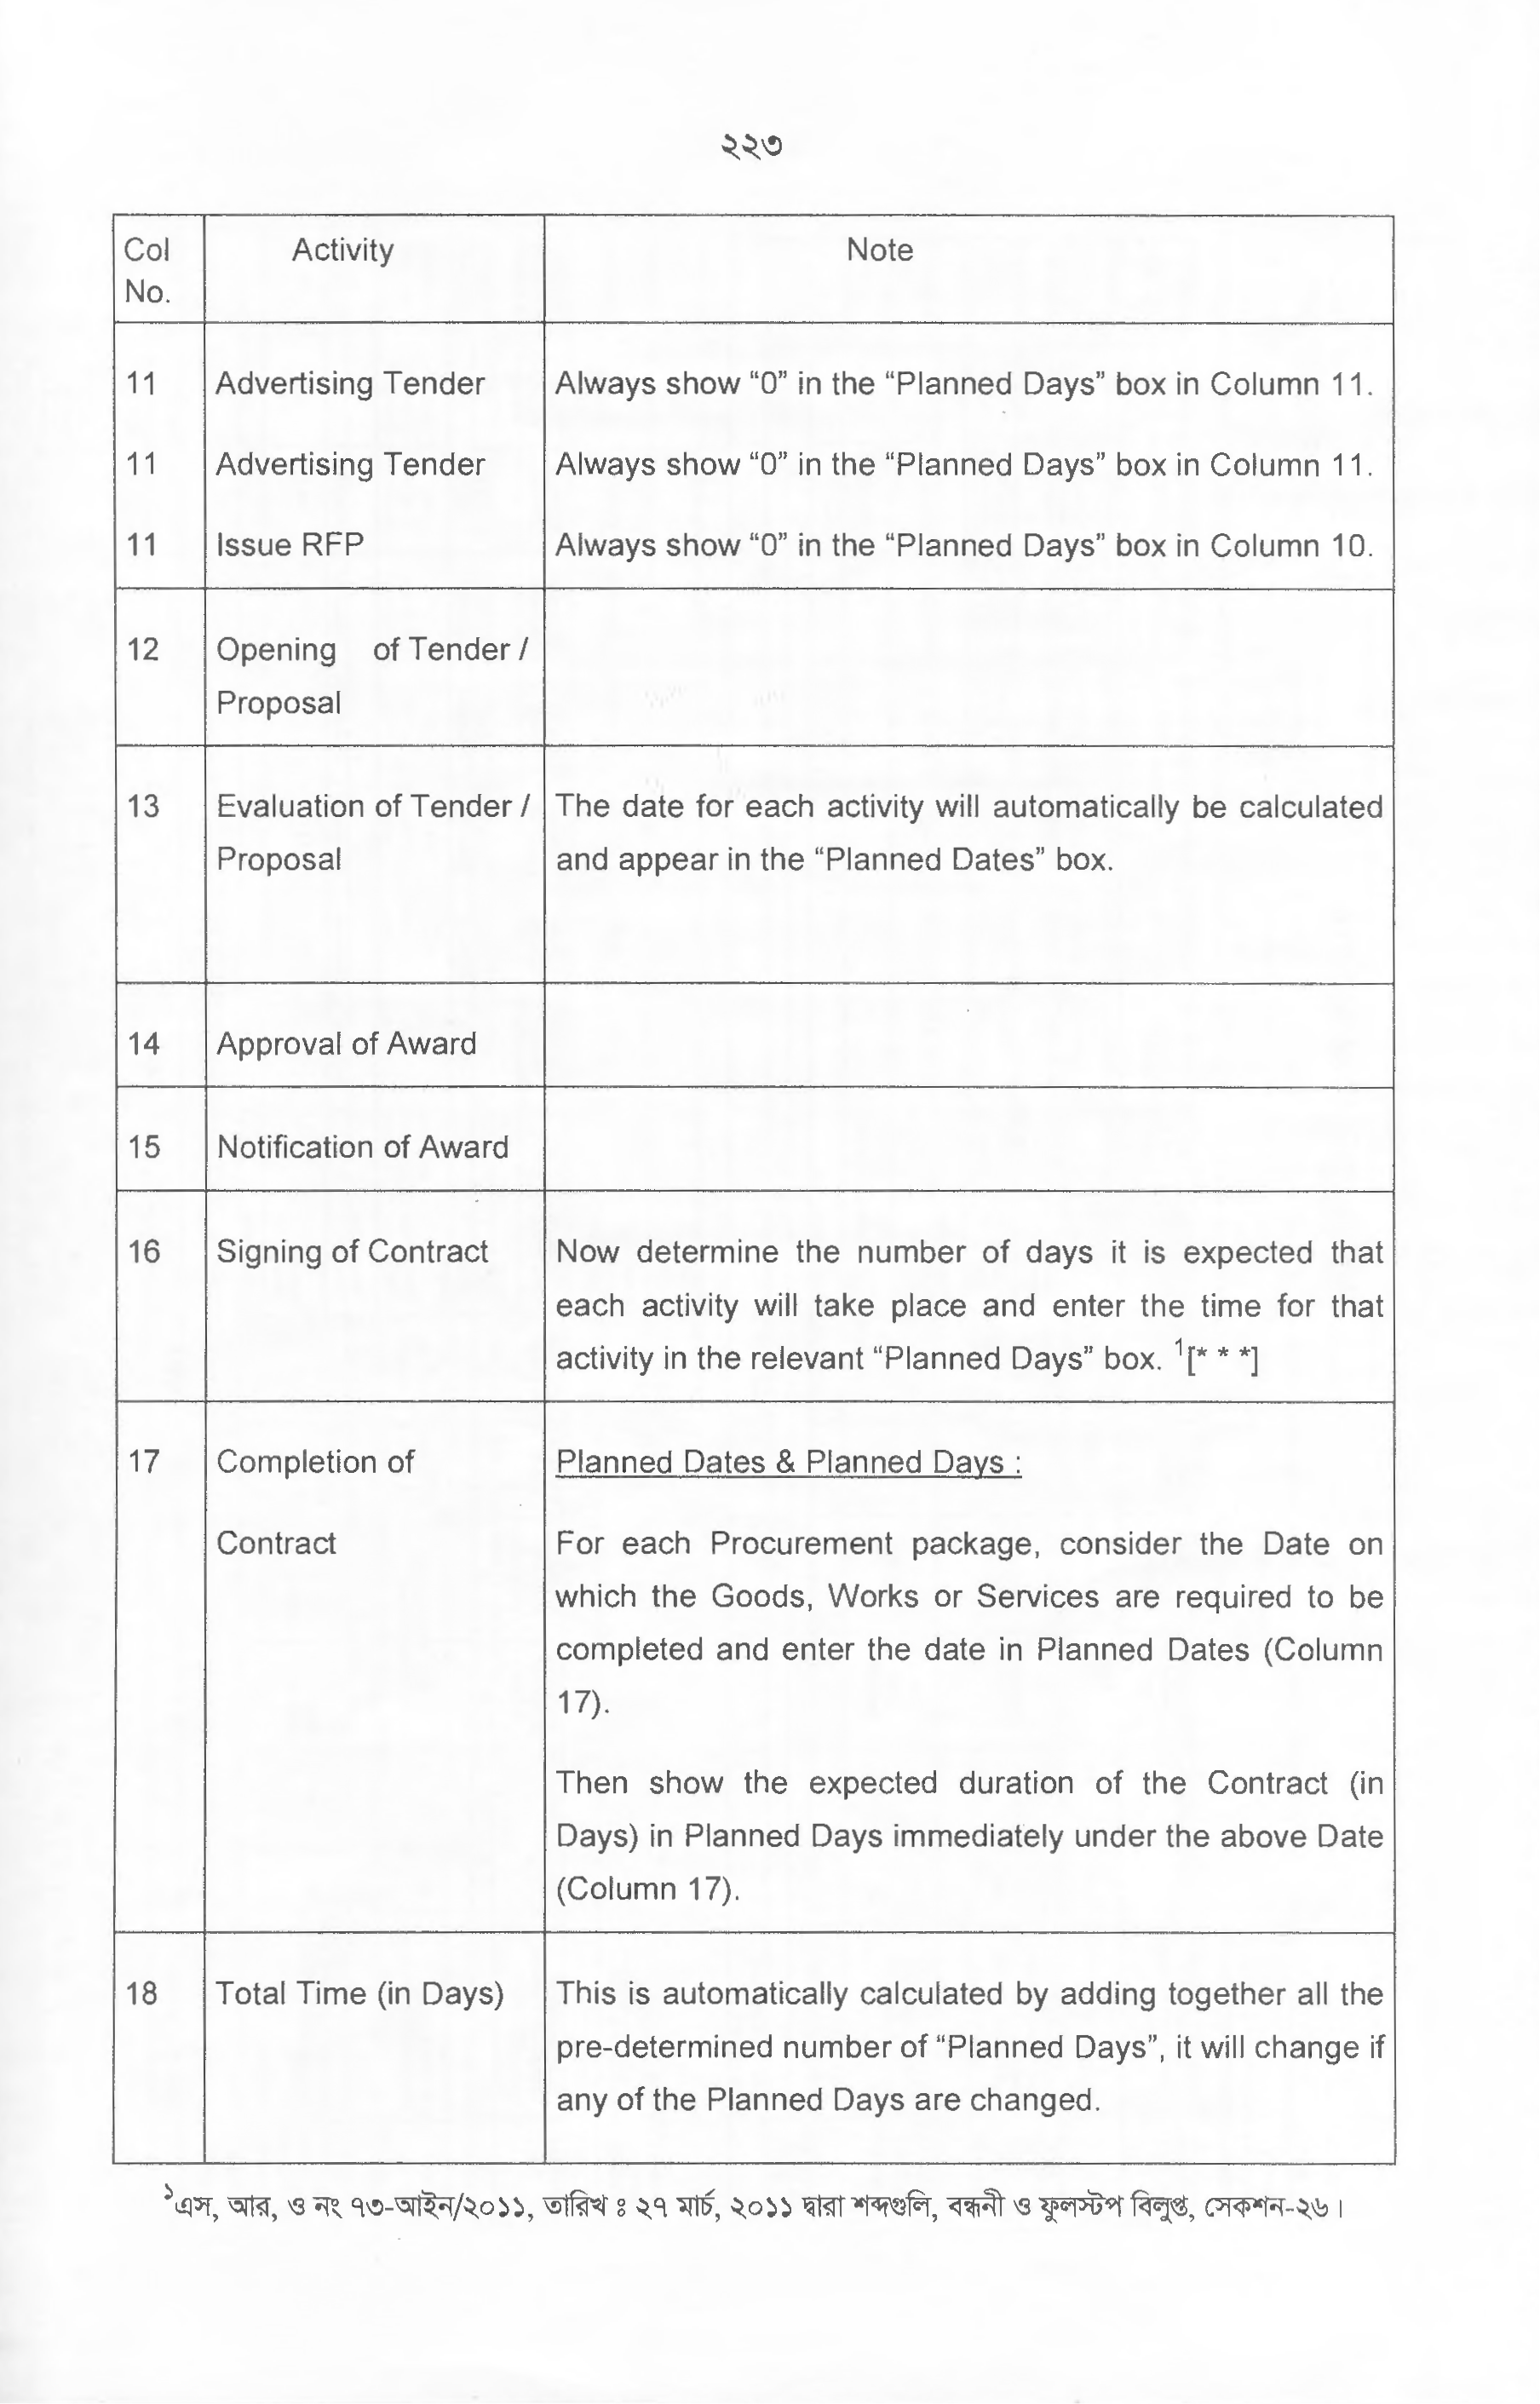 ২২৩
Col No. Activity Note
11 Advertising Tender Always show “0” in the “Planned Days” box in Column 11.
11 Advertising Tender Always show “0” in the “Planned Days” box in Column 11.
11 Issue RFP Always show “0” in the “Planned Days” box in Column 10.
12 Opening of Tender /
Proposal
13 Evaluation of Tender / The date for each activity will automatically be calculated
Proposal and appear in the “Planned Dates” box.
14 Approval of Award
15 Notification of Award
16 Signing of Contract Now determine the number of days it is expected that
each activity will take place and enter the time for that
activity in the relevant “Planned Days” box. ¹[* * *]
17 Completion of Planned Dates & Planned Days :
Contract For each Procurement package, consider the Date on
which the Goods, Works or Services are required to be
completed and enter the date in Planned Dates (Column
17).
Then show the expected duration of the Contract (in
Days) in Planned Days immediately under the above Date
(Column 17).
18 Total Time (in Days) This is automatically calculated by adding together all the
pre-determined number of “Planned Days”, it will change if
any of the Planned Days are changed.
১এস, আর, ও নং ৭৩-আইন/২০১১, তারিখ ঃ ২৭ মার্চ, ২০১১ দ্বারা শব্দগুলি, বন্ধনী ও ফুলস্টপ বিলুপ্ত, সেকশন-২৬।